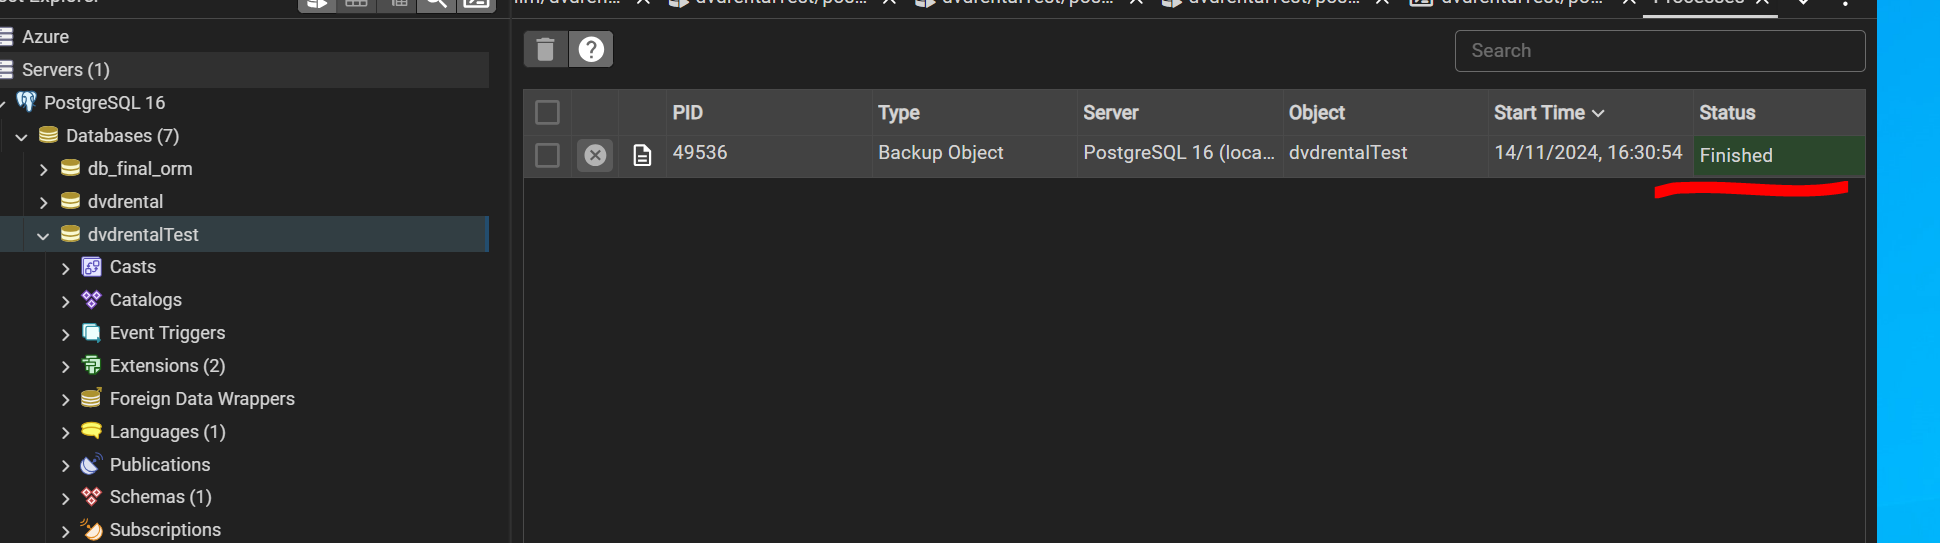 Azure
Servers (1)
PostgreSQL 16
Databases (7)
db_final_orm
dvdrental
dvdrentalTest
Casts
Catalogs
Event Triggers
Extensions (2)
Foreign Data Wrappers
Languages (1)
Publications
Schemas (1)
Subscriptions
Search
PID Type Server Object Start Time Status
49536 Backup Object PostgreSQL 16 (loca... dvdrentalTest 14/11/2024, 16:30:54 Finished